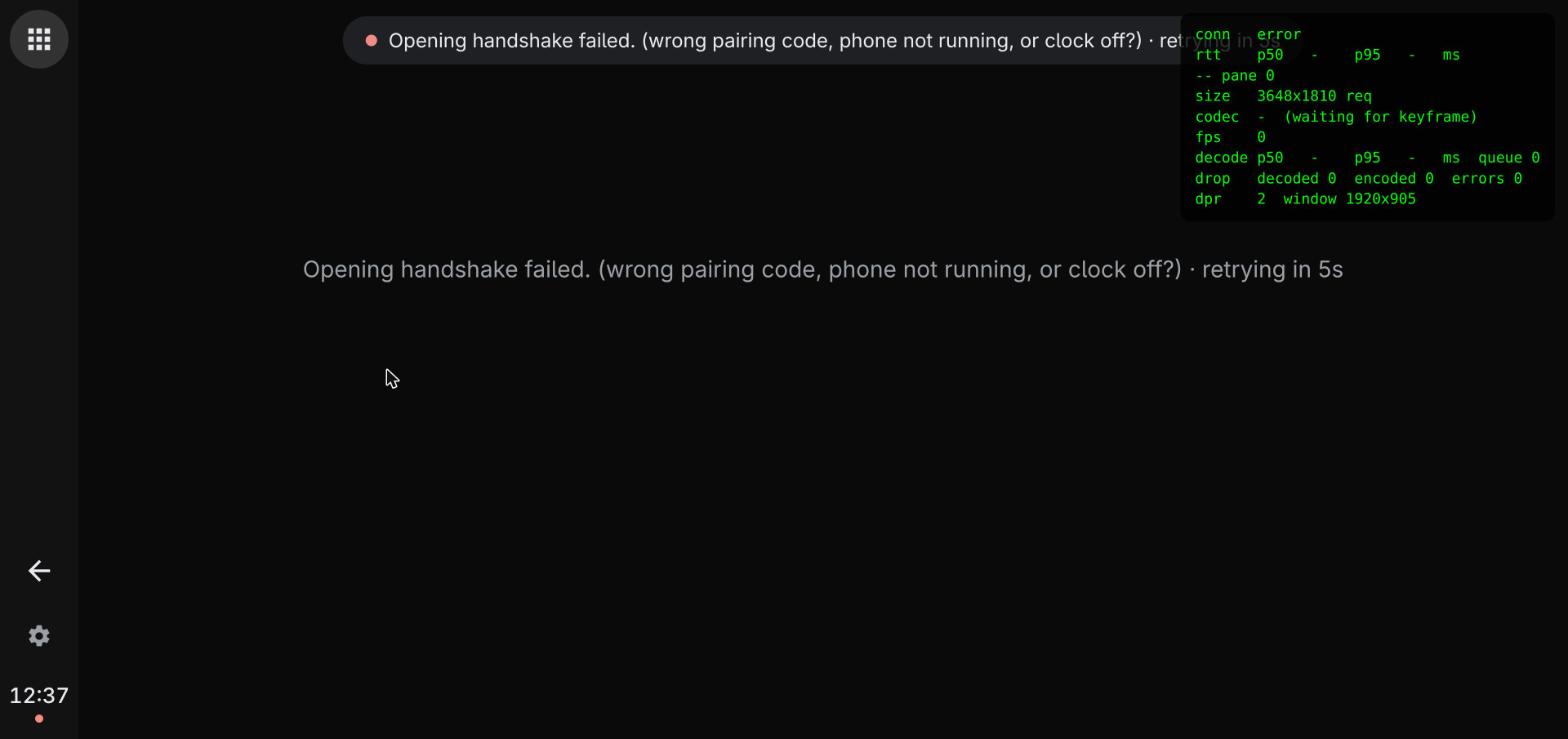 Opening handshake failed. (wrong pairing code, phone not running, or clock off?) · retrying in 5s
conn error
rtt p50 - p95 - ms
-- pane 0
size 3648x1810 req
codec - (waiting for keyframe)
fps 0
decode p50 - p95 - ms queue 0
drop decoded 0 encoded 0 errors 0
dpr 2 window 1920x905
Opening handshake failed. (wrong pairing code, phone not running, or clock off?) · retrying in 5s
12:37